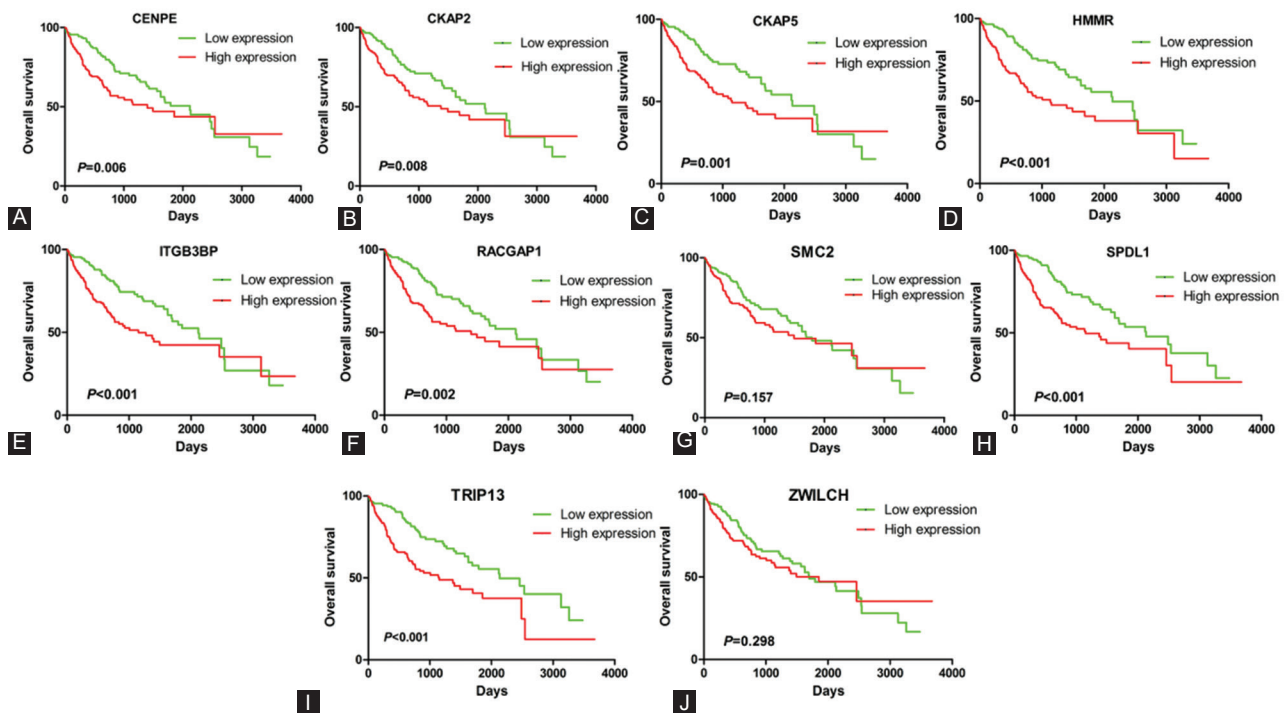 CENPE
100
50
0
Overall survival
Low expression
High expression
P=0.006
0 1000 2000 3000 4000
Days
A
CKAP2
100
50
0
Overall survival
Low expression
High expression
P=0.008
0 1000 2000 3000 4000
Days
B
CKAP5
100
50
0
Overall survival
Low expression
High expression
P=0.001
0 1000 2000 3000 4000
Days
C
HMMR
100
50
0
Overall survival
Low expression
High expression
P<0.001
0 1000 2000 3000 4000
Days
D
ITGB3BP
100
50
0
Overall survival
Low expression
High expression
P<0.001
0 1000 2000 3000 4000
Days
E
RACGAP1
100
50
0
Overall survival
Low expression
High expression
P=0.002
0 1000 2000 3000 4000
Days
F
SMC2
100
50
0
Overall survival
Low expression
High expression
P=0.157
0 1000 2000 3000 4000
Days
G
SPDL1
100
50
0
Overall survival
Low expression
High expression
P<0.001
0 1000 2000 3000 4000
Days
H
TRIP13
100
50
0
Overall survival
Low expression
High expression
P<0.001
0 1000 2000 3000 4000
Days
I
ZWILCH
100
50
0
Overall survival
Low expression
High expression
P=0.298
0 1000 2000 3000 4000
Days
J